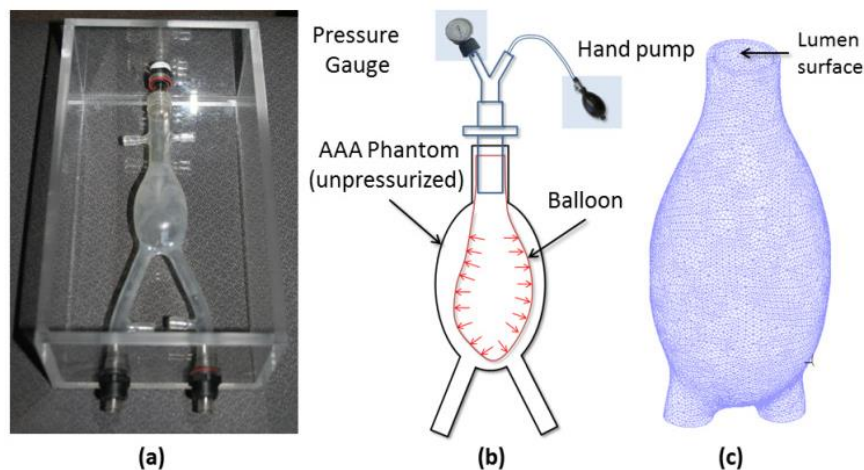 Pressure
Gauge
Hand pump
Lumen
surface
AAA Phantom
(unpressurized)
Balloon
(a)
(b)
(c)